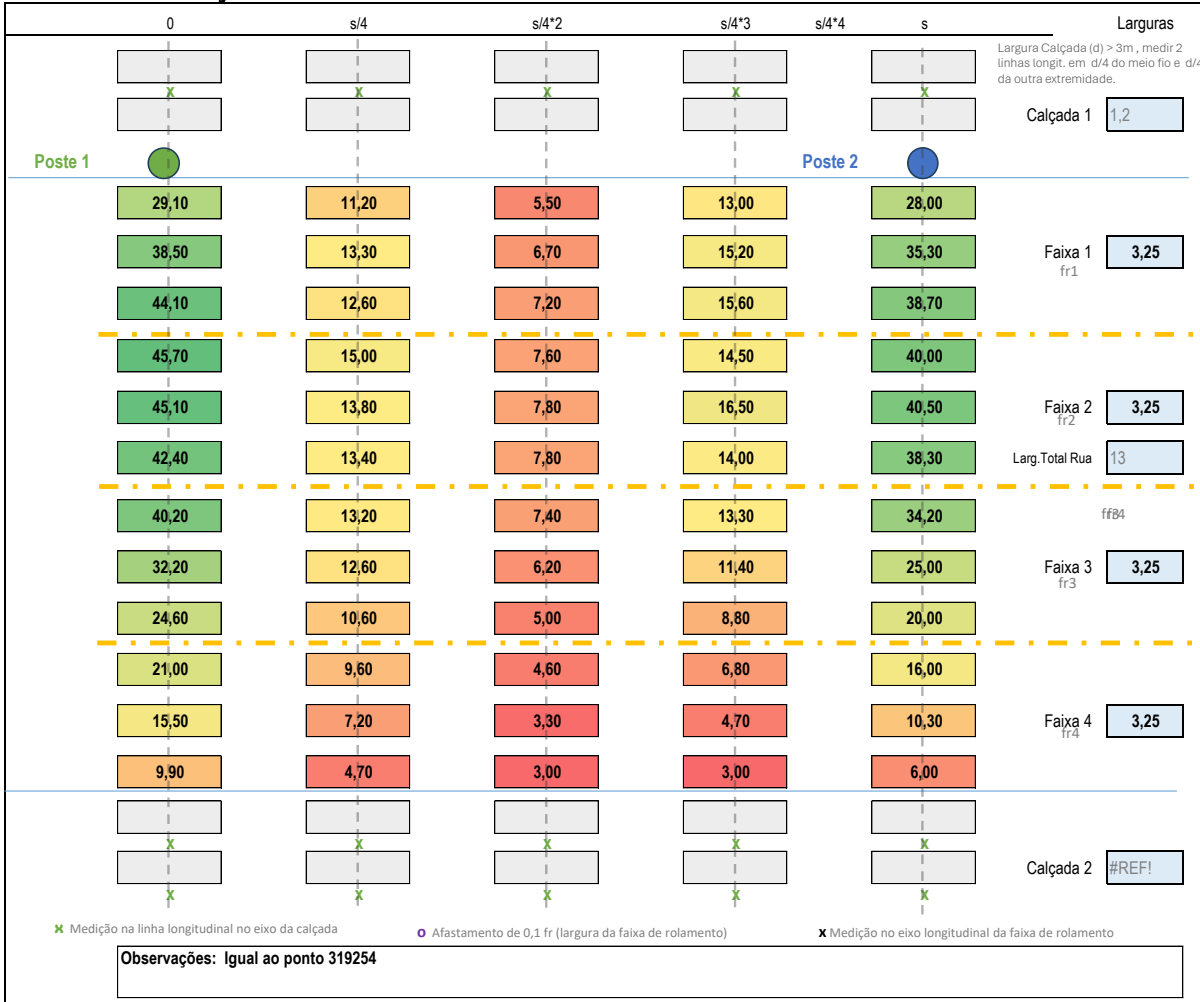 0 s/4 s/4*2 s/4*3 s/4*4 s Larguras
Largura Calçada (d) > 3m , medir 2
linhas longit. em d/4 do meio fio e d/4
da outra extremidade.
x x x x x
Calçada 1 1,2
Poste 1 Poste 2
29,10 11,20 5,50 13,00 28,00
38,50 13,30 6,70 15,20 35,30 Faixa 1 3,25
fr1
44,10 12,60 7,20 15,60 38,70
45,70 15,00 7,60 14,50 40,00
45,10 13,80 7,80 16,50 40,50 Faixa 2 3,25
fr2
42,40 13,40 7,80 14,00 38,30 Larg.Total Rua 13
40,20 13,20 7,40 13,30 34,20
32,20 12,60 6,20 11,40 25,00 Faixa 3 3,25
fr3
24,60 10,60 5,00 8,80 20,00
21,00 9,60 4,60 6,80 16,00
15,50 7,20 3,30 4,70 10,30 Faixa 4 3,25
fr4
9,90 4,70 3,00 3,00 6,00
x x x x x
Calçada 2 #REF!
x x x x x
x Medição na linha longitudinal no eixo da calçada o Afastamento de 0,1 fr (largura da faixa de rolamento) x Medição no eixo longitudinal da faixa de rolamento
Observações: Igual ao ponto 319254